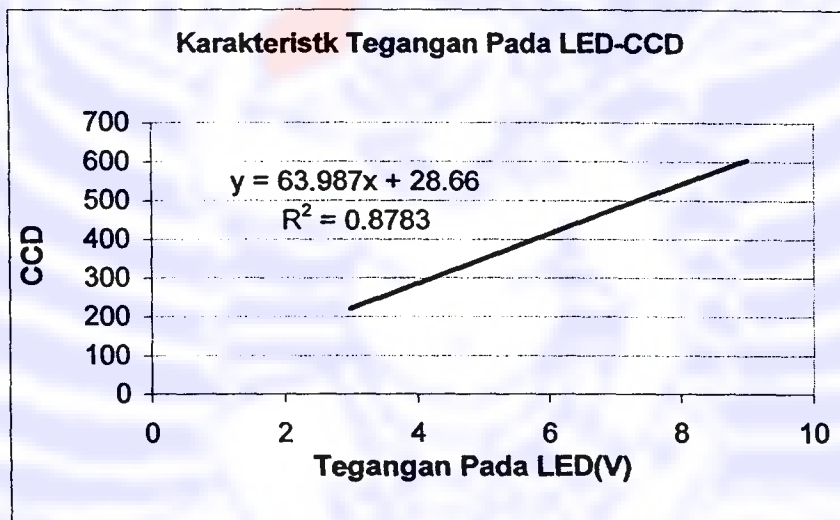 Karakteristk Tegangan Pada LED-CCD
700
600
500
400
300
200
100
0
y = 63.987x + 28.66
R² = 0.8783
CCD
0 2 4 6 8 10
Tegangan Pada LED(V)